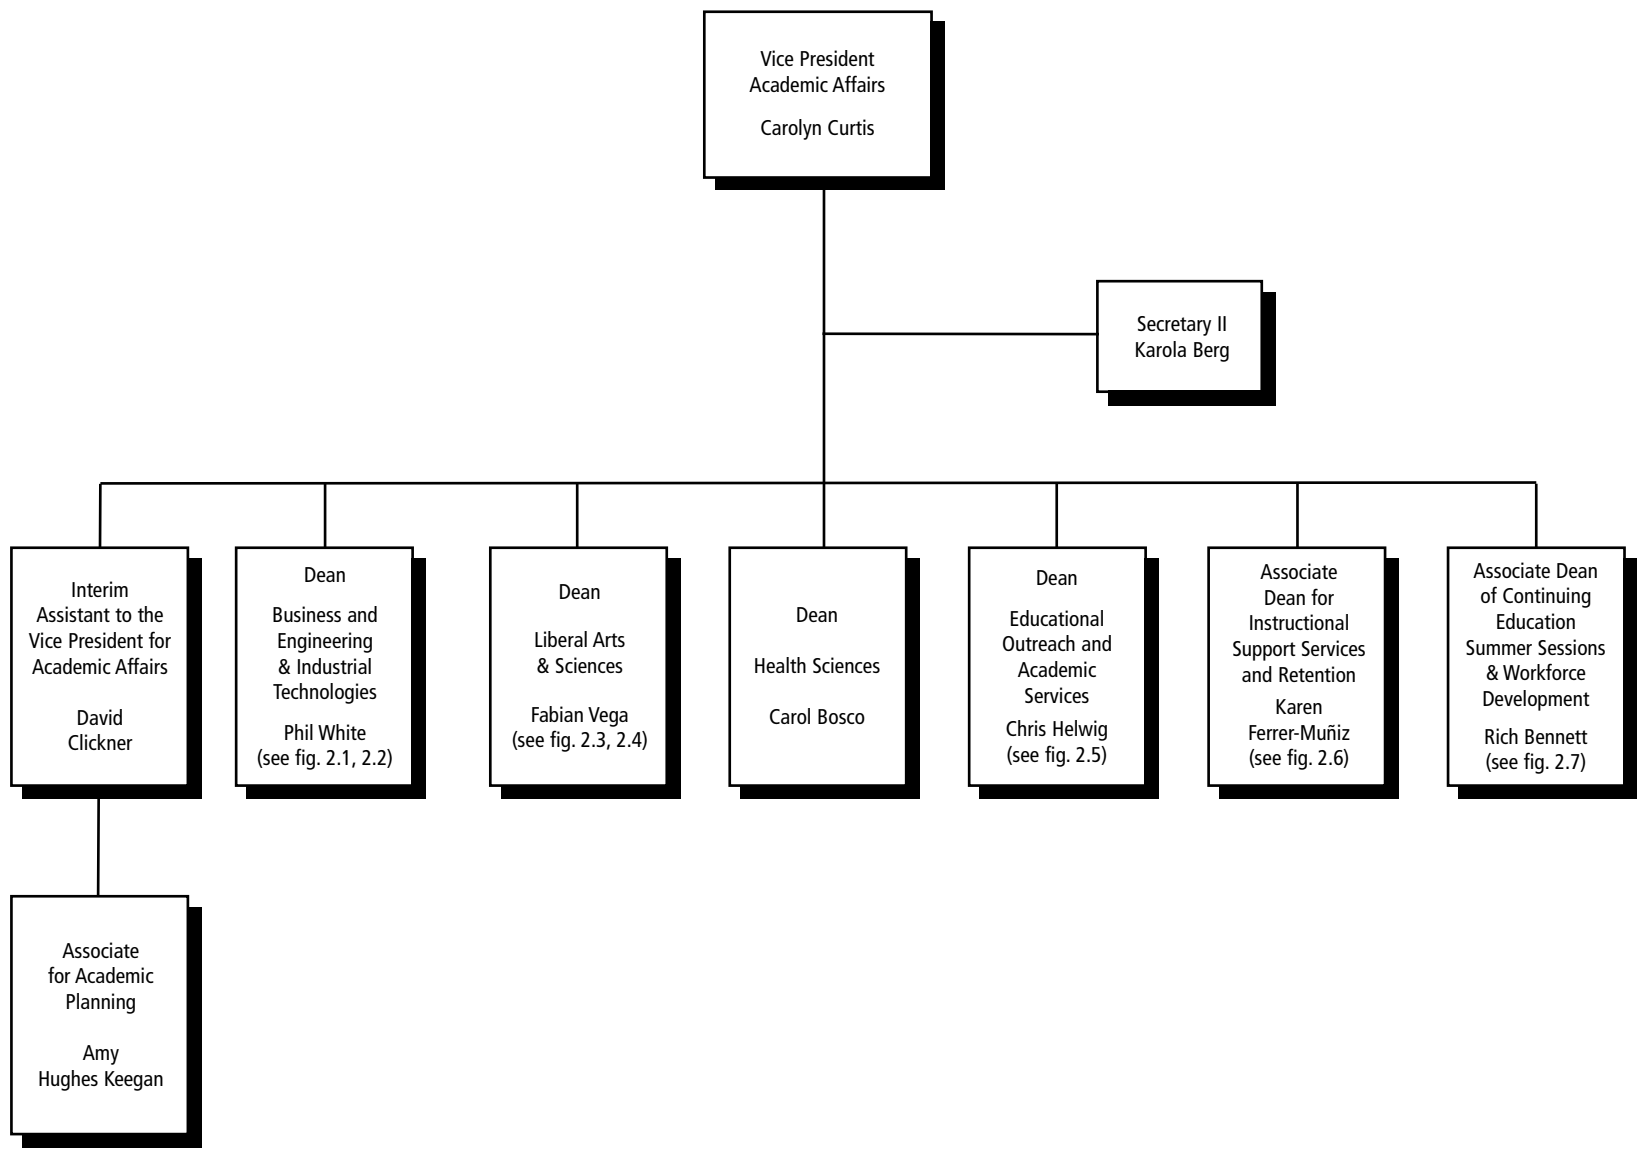 Vice President
Academic Affairs
Carolyn Curtis
Secretary II
Karola Berg
Interim
Assistant to the
Vice President for
Academic Affairs
David
Clickner
Dean
Business and
Engineering
& Industrial
Technologies
Phil White
(see fig. 2.1, 2.2)
Dean
Liberal Arts
& Sciences
Fabian Vega
(see fig. 2.3, 2.4)
Dean
Health Sciences
Carol Bosco
Dean
Educational
Outreach and
Academic
Services
Chris Helwig
(see fig. 2.5)
Associate
Dean for
Instructional
Support Services
and Retention
Karen
Ferrer-Muñiz
(see fig. 2.6)
Associate Dean
of Continuing
Education
Summer Sessions
& Workforce
Development
Rich Bennett
(see fig. 2.7)
Associate
for Academic
Planning
Amy
Hughes Keegan